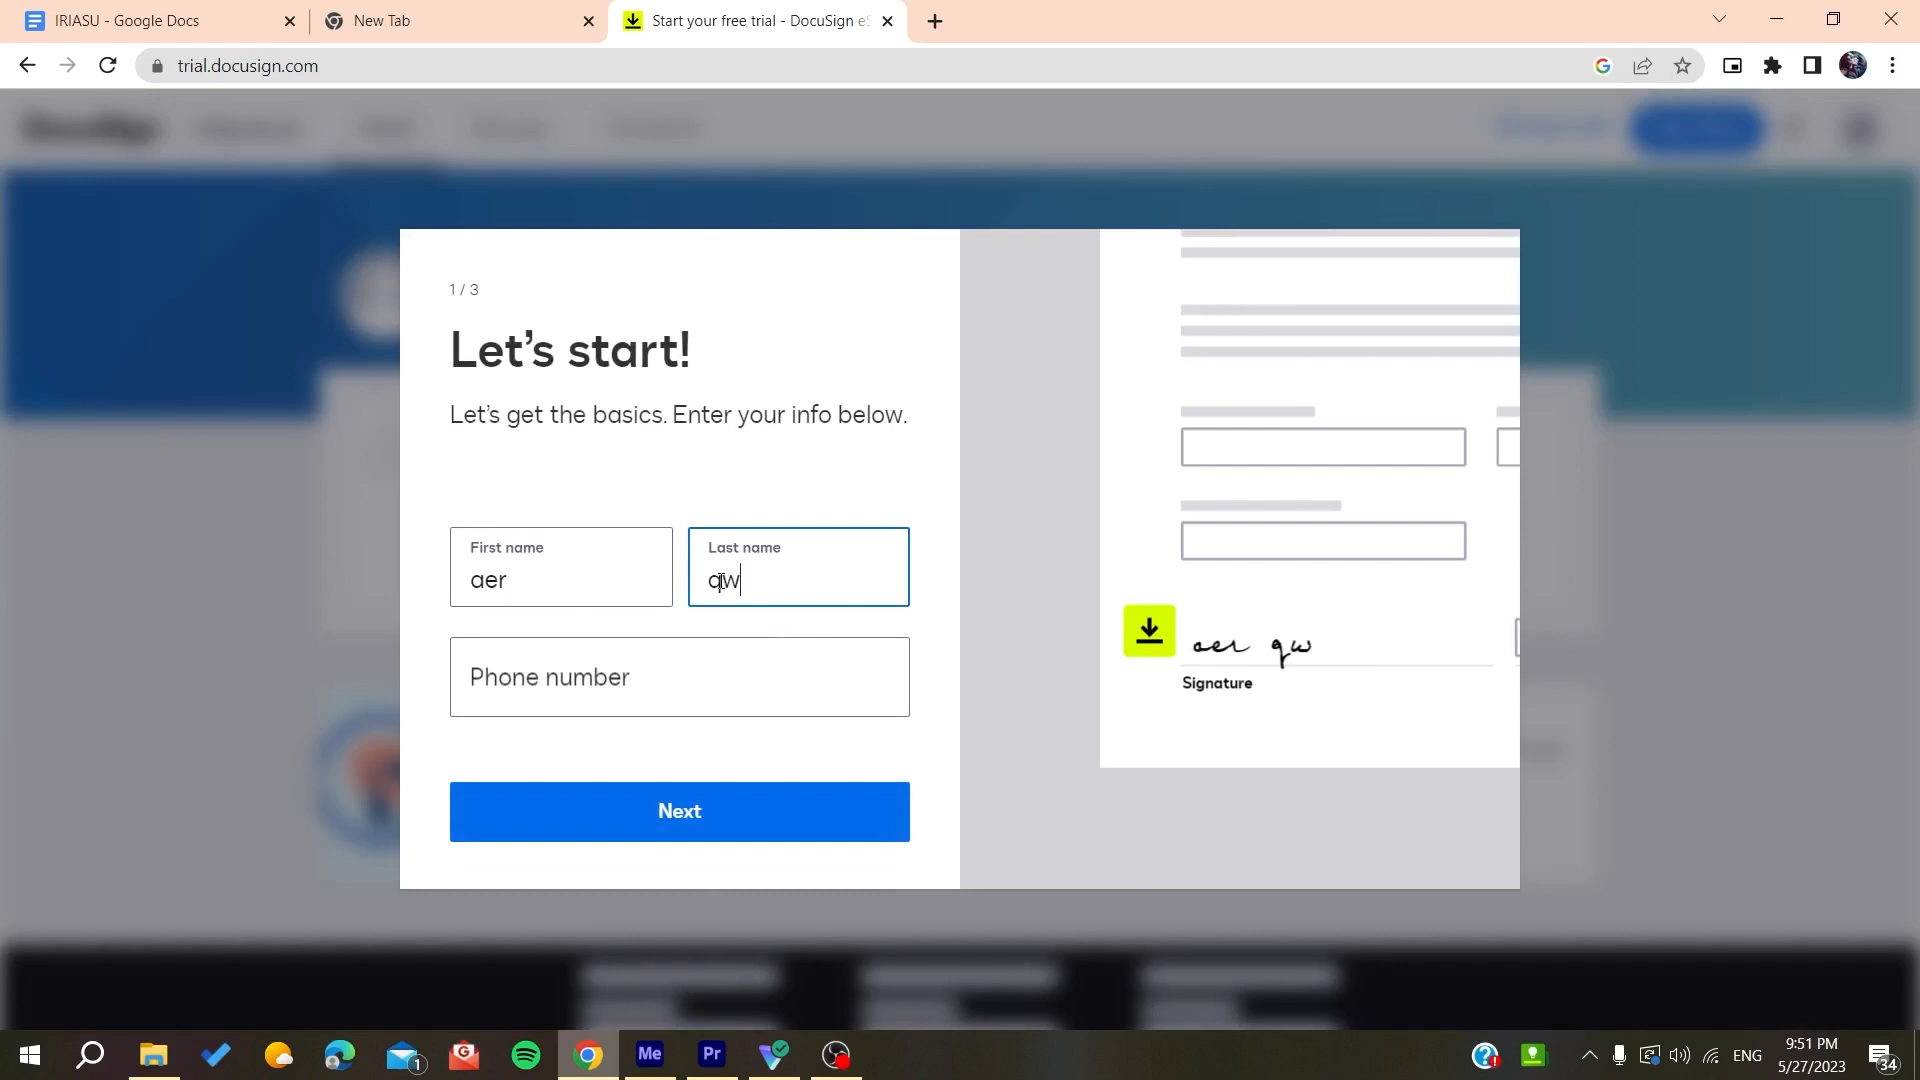 IRIASU - Google Docs
New Tab
Start your free trial - DocuSign eS
trial.docusign.com
1 / 3
Let's start!
Let's get the basics. Enter your info below.
First name
aer
Last name
qw
Phone number
Next
aer qw
Signature
1
Me
Pr
ENG
9:51 PM
5/27/2023
34